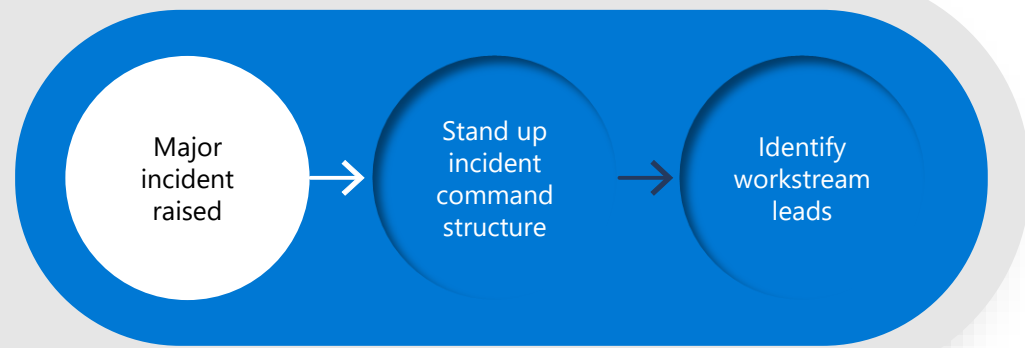 Major
incident
raised
Stand up
incident
command
structure
Identify
workstream
leads